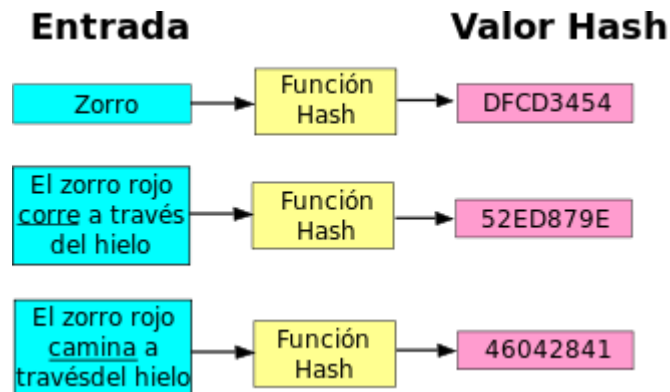 Entrada
Valor Hash
Zorro
Función
Hash
DFCD3454
El zorro rojo
corre a través
del hielo
Función
Hash
52ED879E
El zorro rojo
camina a
travésdel hielo
Función
Hash
46042841